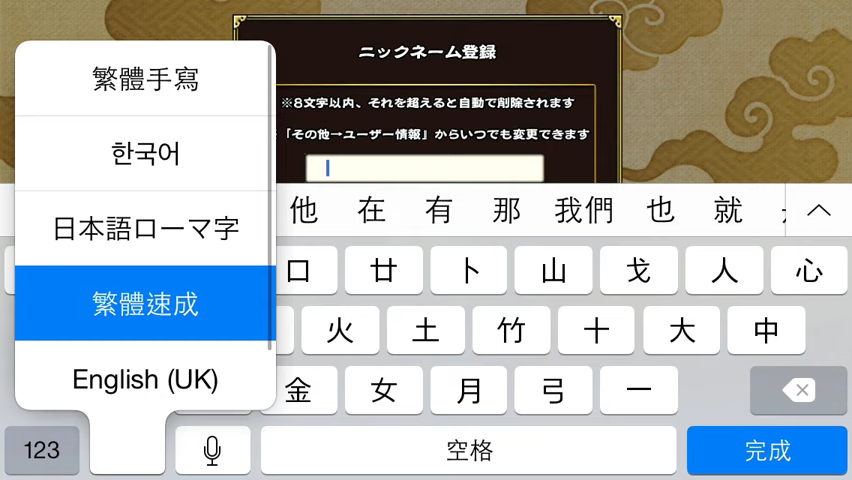 ニックネーム登録
※8文字以内、それを超えると自動で削除されます
「その他→ユーザー情報」からいつでも変更できます
繁體手寫
한국어
日本語ローマ字
繁體速成
English (UK)
他 在 有 那 我們 也 就
口 廿 卜 山 戈 人 心
火 土 竹 十 大 中
金 女 月 弓 一
123 空格 完成